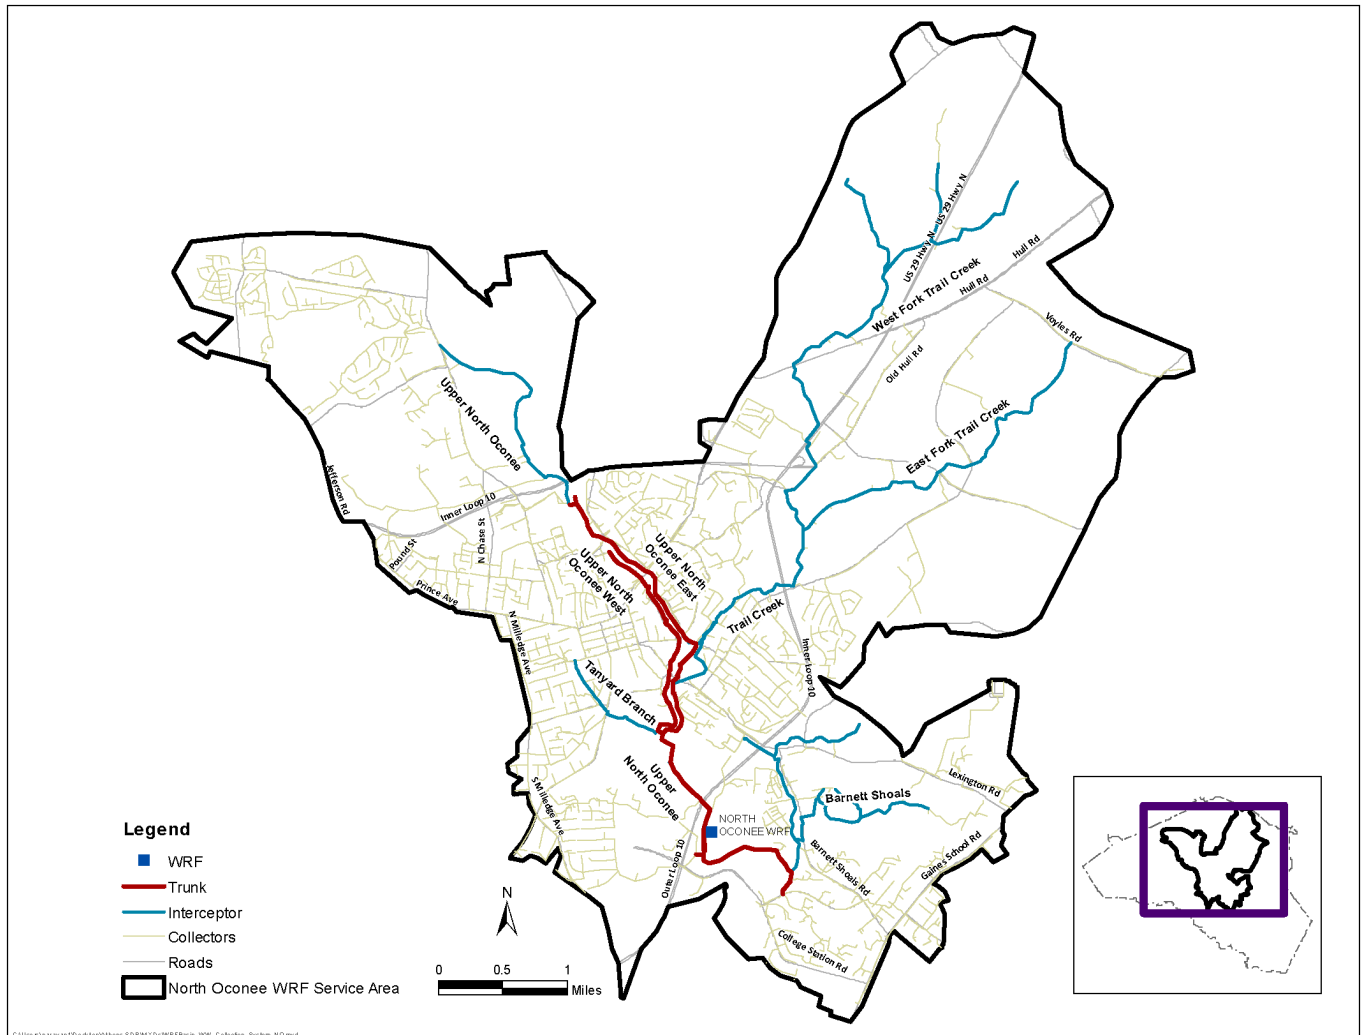 US 29 Hwy N
US 29 Hwy N
Hull Rd
West Fork Trail Creek
Hull Rd
Voyles Rd
Old Hull Rd
Upper North Oconee
East Fork Trail Creek
Jefferson Rd
Inner Loop 10
N Chase St
Pound St
Upper North
Oconee East
Upper North
Oconee West
Prince Ave
Trail Creek
N Milledge Ave
Inner Loop 10
Tanyard Branch
Upper
North Oconee
Lexington Rd
Barnett Shoals
S Milledge Ave
NORTH
OCONEE WRF
Barnett Shoals Rd
Gaines School Rd
Outer Loop 10
College Station Rd
Legend
WRF
Trunk
Interceptor
Collectors
Roads
North Oconee WRF Service Area
N
0 0.5 1
Miles